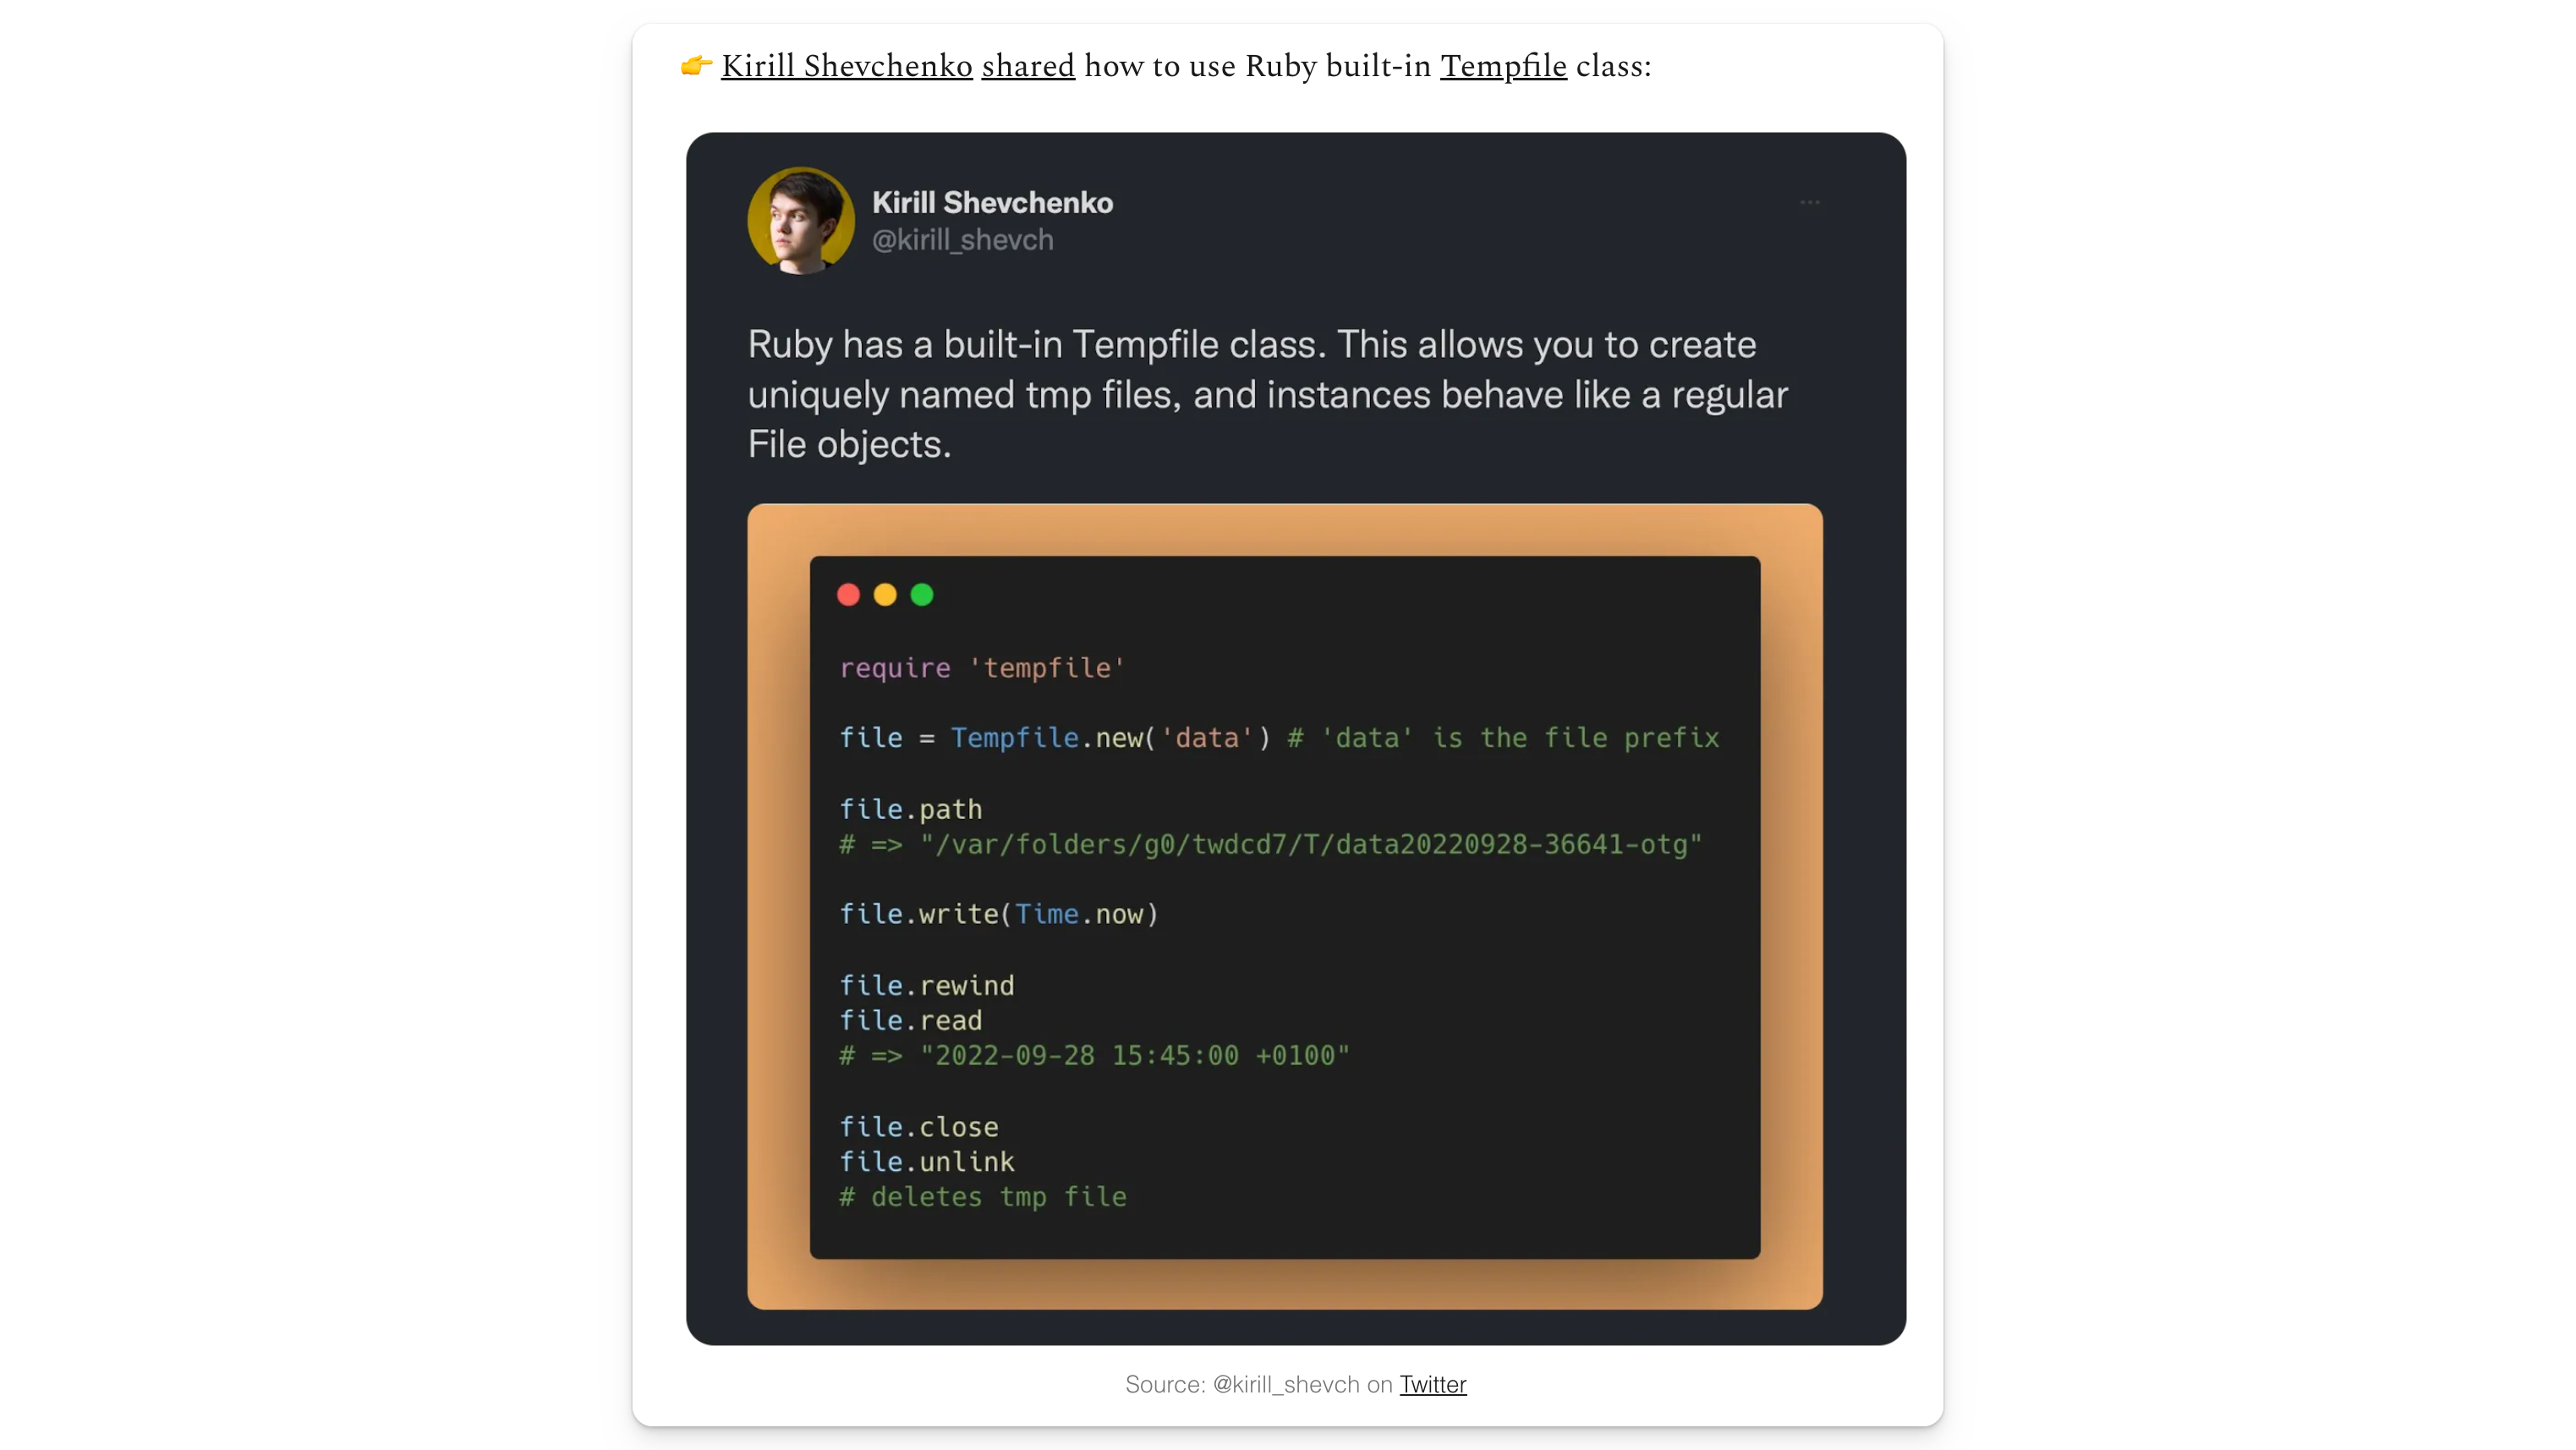 👉 Kirill Shevchenko shared how to use Ruby built-in Tempfile class:
Kirill Shevchenko
@kirill_shevch
Ruby has a built-in Tempfile class. This allows you to create
uniquely named tmp files, and instances behave like a regular
File objects.
require 'tempfile'
file = Tempfile.new('data') # 'data' is the file prefix
file.path
# => "/var/folders/g0/twdcd7/T/data20220928-36641-otg"
file.write(Time.now)
file.rewind
file.read
# => "2022-09-28 15:45:00 +0100"
file.close
file.unlink
# deletes tmp file
Source: @kirill_shevch on Twitter